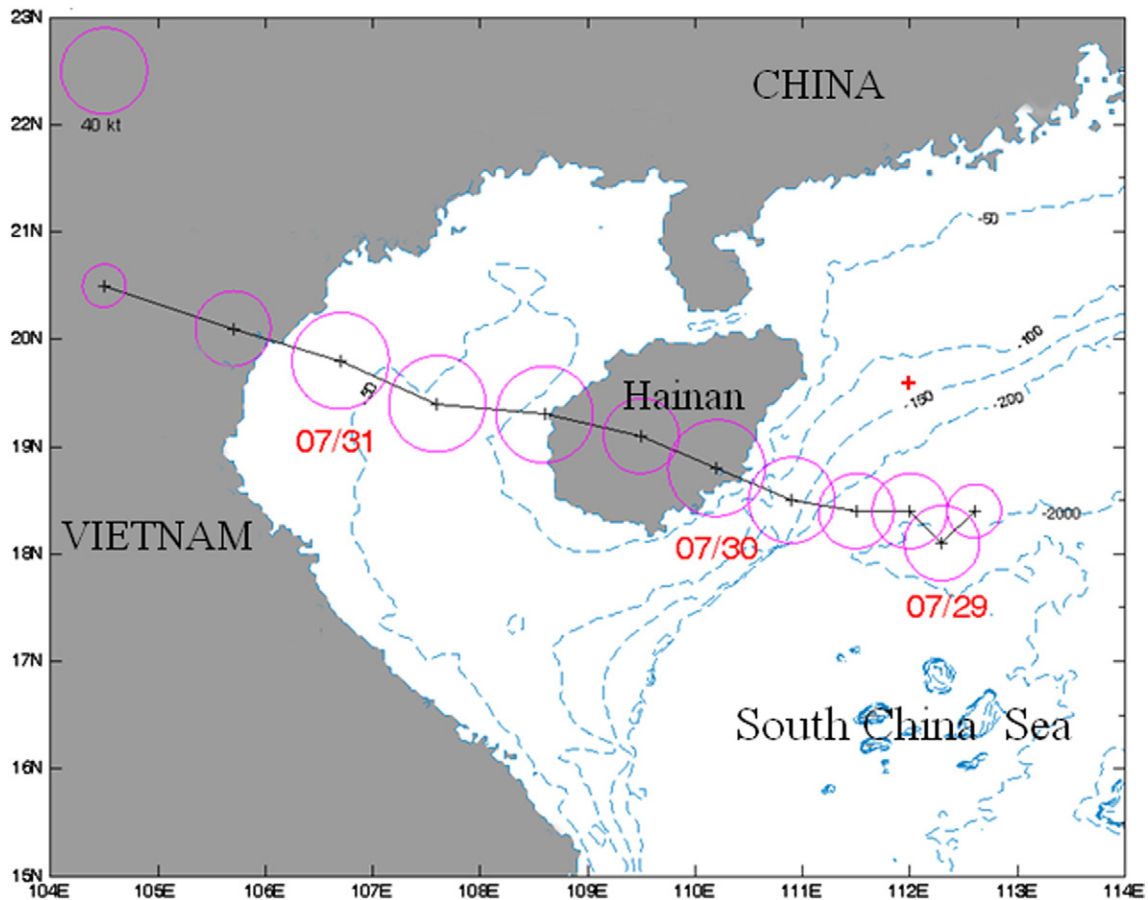 23N
CHINA
40 kt
22N
-50
21N
-100
20N
50
Hainan
-150
-200
19N
07/31
-2000
VIETNAM
07/30
18N
07/29
17N
South China Sea
16N
15N
104E 105E 106E 107E 108E 109E 110E 111E 112E 113E 114E